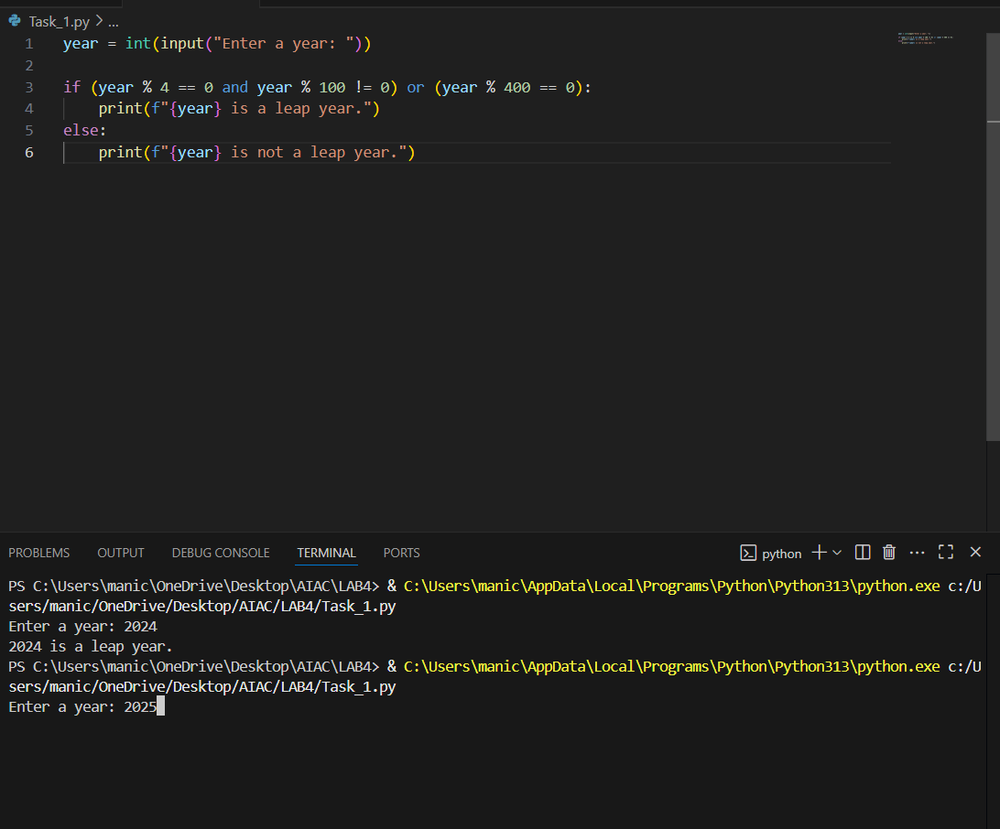 Task_1.py > ...
1 year = int(input("Enter a year: "))
2
3 if (year % 4 == 0 and year % 100 != 0) or (year % 400 == 0):
4     print(f"{year} is a leap year.")
5 else:
6     print(f"{year} is not a leap year.")
PROBLEMS OUTPUT DEBUG CONSOLE TERMINAL PORTS python
PS C:\Users\manic\OneDrive\Desktop\AIAC\LAB4> & C:\Users\manic\AppData\Local\Programs\Python\Python313\python.exe c:/U
sers/manic/OneDrive/Desktop/AIAC/LAB4/Task_1.py
Enter a year: 2024
2024 is a leap year.
PS C:\Users\manic\OneDrive\Desktop\AIAC\LAB4> & C:\Users\manic\AppData\Local\Programs\Python\Python313\python.exe c:/U
sers/manic/OneDrive/Desktop/AIAC/LAB4/Task_1.py
Enter a year: 2025